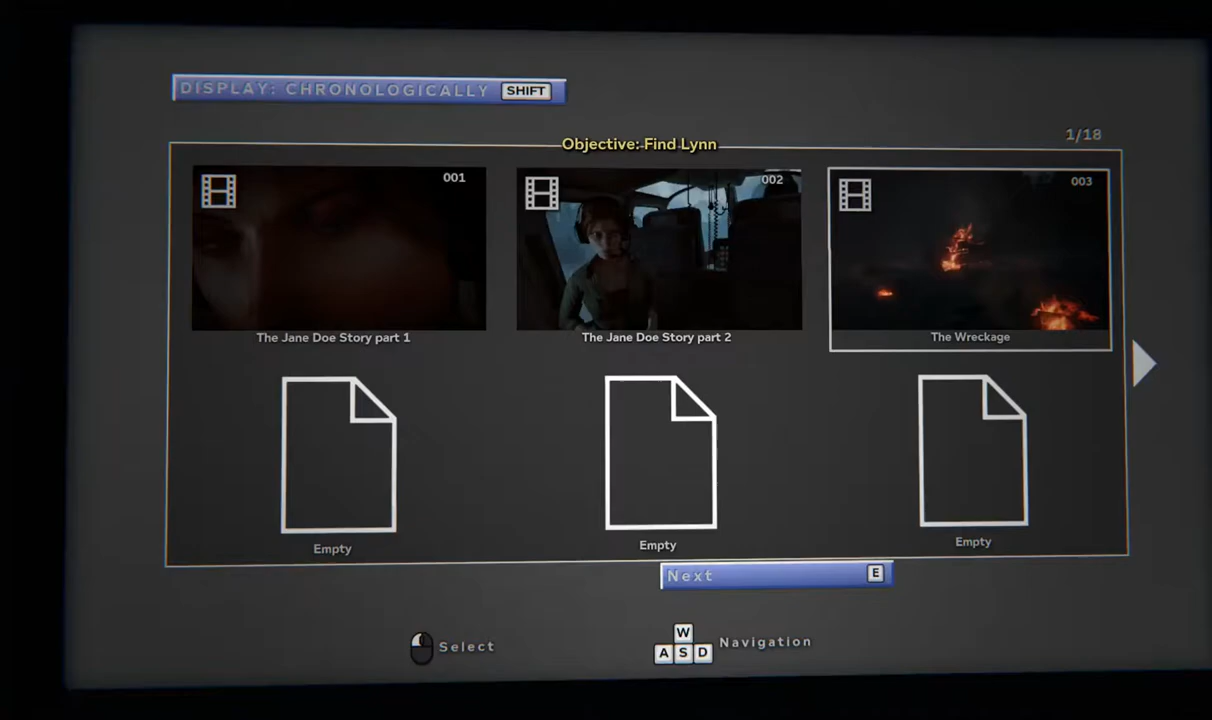 DISPLAY: CHRONOLOGICALLY SHIFT
1/18
Objective: Find Lynn
001
002
003
The Jane Doe Story part 1
The Jane Doe Story part 2
The Wreckage
Empty
Empty
Empty
Next E
Select
W
A S D
Navigation